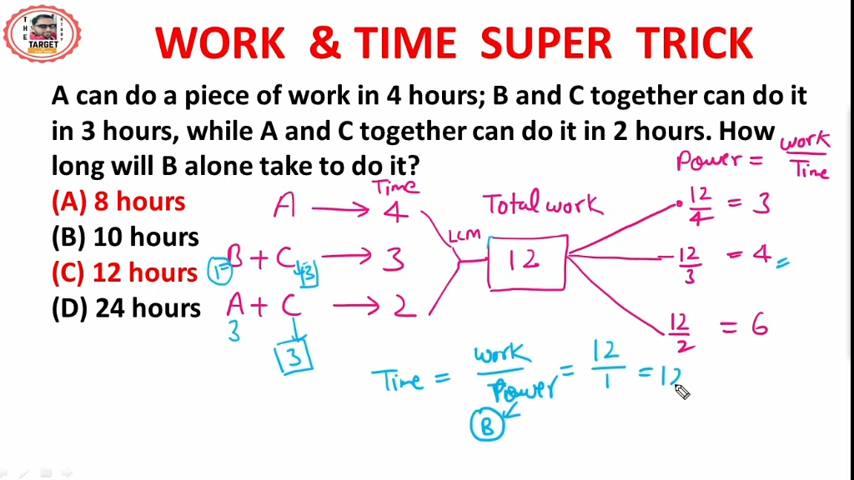 THE
TARGET
STUDY
WORK & TIME SUPER TRICK
A can do a piece of work in 4 hours; B and C together can do it
in 3 hours, while A and C together can do it in 2 hours. How
long will B alone take to do it?
(A) 8 hours
(B) 10 hours
(C) 12 hours
(D) 24 hours
Power = work/Time
Time
A → 4
B + C → 3
1= +3
A + C → 2
3
3
LCM
Total work
12
12/4 = 3
12/3 = 4 =
12/2 = 6
Time = work/Power = 12/1 = 12
B